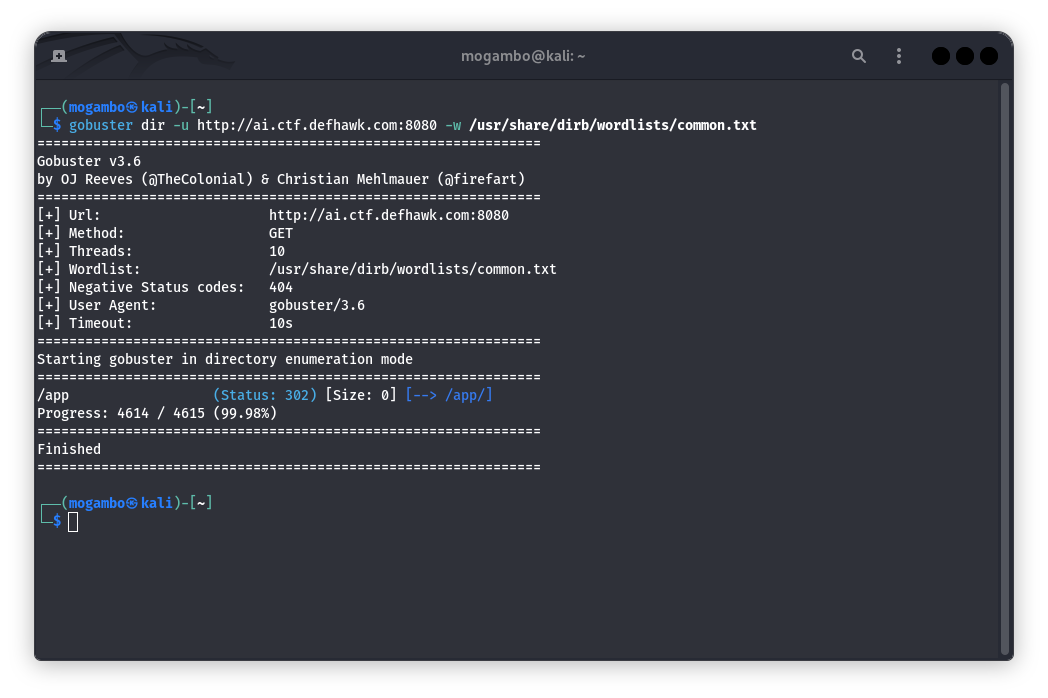 mogambo@kali: ~
┌──(mogambo㉿kali)-[~]
└─$ gobuster dir -u http://ai.ctf.defhawk.com:8080 -w /usr/share/dirb/wordlists/common.txt
===============================================================
Gobuster v3.6
by OJ Reeves (@TheColonial) & Christian Mehlmauer (@firefart)
===============================================================
[+] Url:                     http://ai.ctf.defhawk.com:8080
[+] Method:                  GET
[+] Threads:                 10
[+] Wordlist:                /usr/share/dirb/wordlists/common.txt
[+] Negative Status codes:   404
[+] User Agent:              gobuster/3.6
[+] Timeout:                 10s
===============================================================
Starting gobuster in directory enumeration mode
===============================================================
/app                  (Status: 302) [Size: 0] [--> /app/]
Progress: 4614 / 4615 (99.98%)
===============================================================
Finished
===============================================================
┌──(mogambo㉿kali)-[~]
└─$